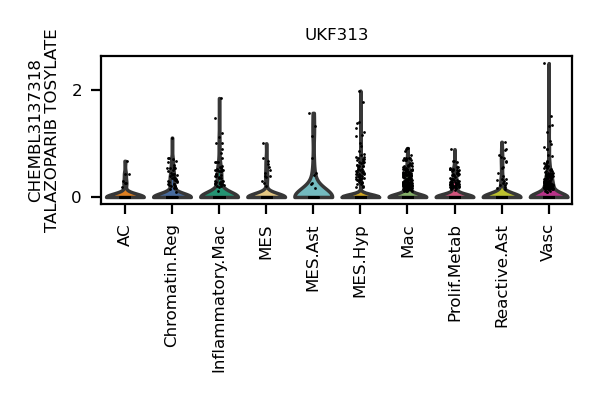 UKF313
CHEMBL3137318
TALAZOPARIB TOSYLATE
2
0
AC
Chromatin.Reg
Inflammatory.Mac
MES
MES.Ast
MES.Hyp
Mac
Prolif.Metab
Reactive.Ast
Vasc